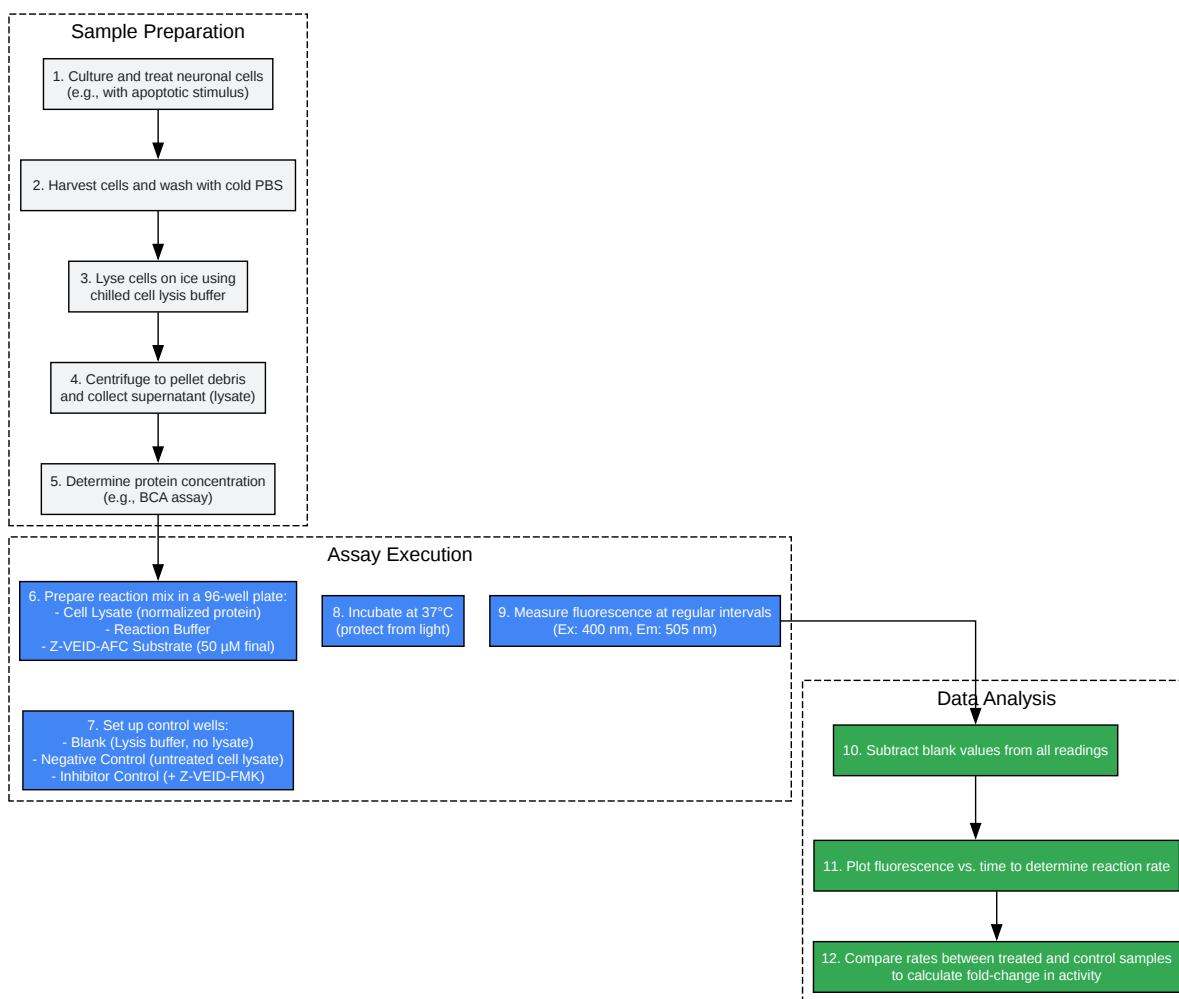 Sample Preparation
1. Culture and treat neuronal cells
(e.g., with apoptotic stimulus)
2. Harvest cells and wash with cold PBS
3. Lyse cells on ice using
chilled cell lysis buffer
4. Centrifuge to pellet debris
and collect supernatant (lysate)
5. Determine protein concentration
(e.g., BCA assay)
Assay Execution
6. Prepare reaction mix in a 96-well plate:
- Cell Lysate (normalized protein)
- Reaction Buffer
- Z-VEID-AFC Substrate (50 µM final)
7. Set up control wells:
- Blank (Lysis buffer, no lysate)
- Negative Control (untreated cell lysate)
- Inhibitor Control (+ Z-VEID-FMK)
8. Incubate at 37°C
(protect from light)
9. Measure fluorescence at regular intervals
(Ex: 400 nm, Em: 505 nm)
Data Analysis
10. Subtract blank values from all readings
11. Plot fluorescence vs. time to determine reaction rate
12. Compare rates between treated and control samples
to calculate fold-change in activity